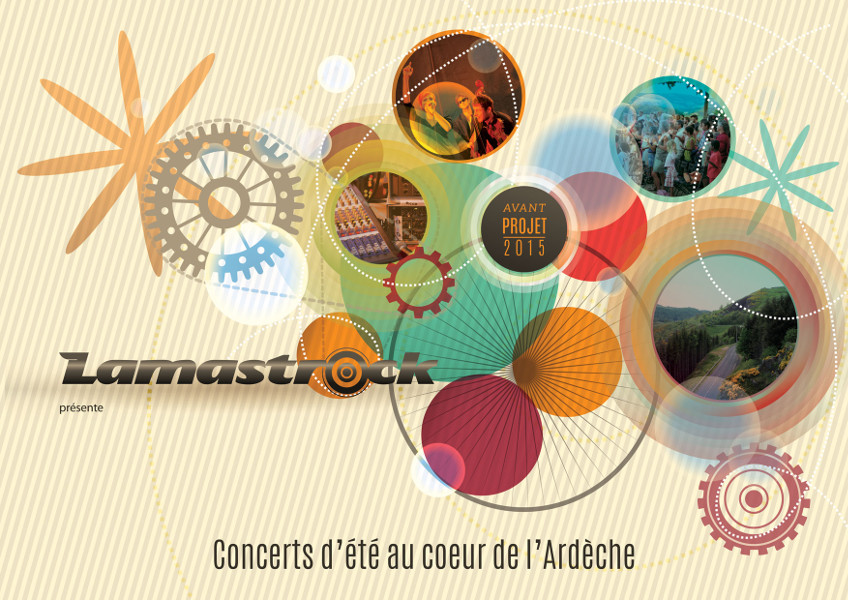 AVANT
PROJET
2015
Lamastrock
présente
Concerts d'été au coeur de l'Ardèche